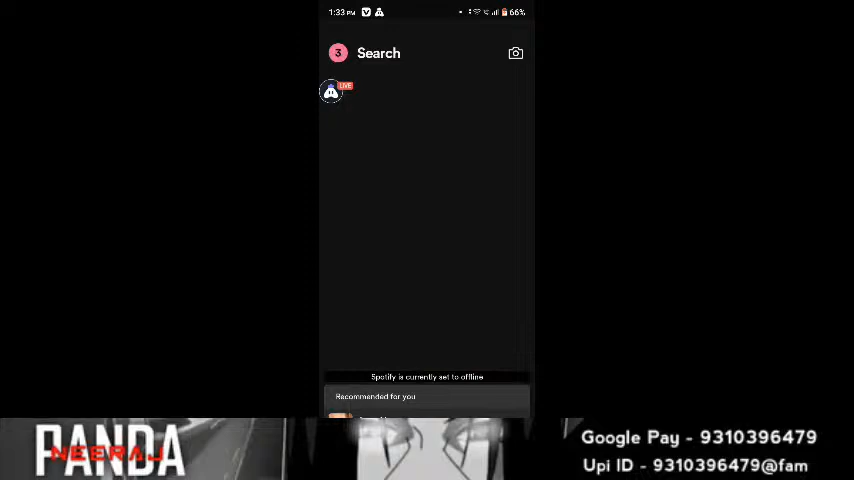 1:33 PM
66%
3
Search
LIVE
Spotify is currently set to offline
Recommended for you
PANDA
NEERAJ
Google Pay - 9310396479
Upi ID - 9310396479@fam